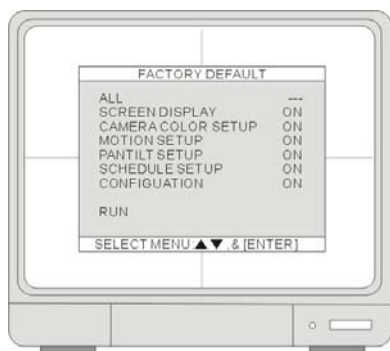 FACTORY DEFAULT
ALL ---
SCREEN DISPLAY ON
CAMERA COLOR SETUP ON
MOTION SETUP ON
PANTILT SETUP ON
SCHEDULE SETUP ON
CONFIGUATION ON
RUN
SELECT MENU:▲▼,& [ENTER]